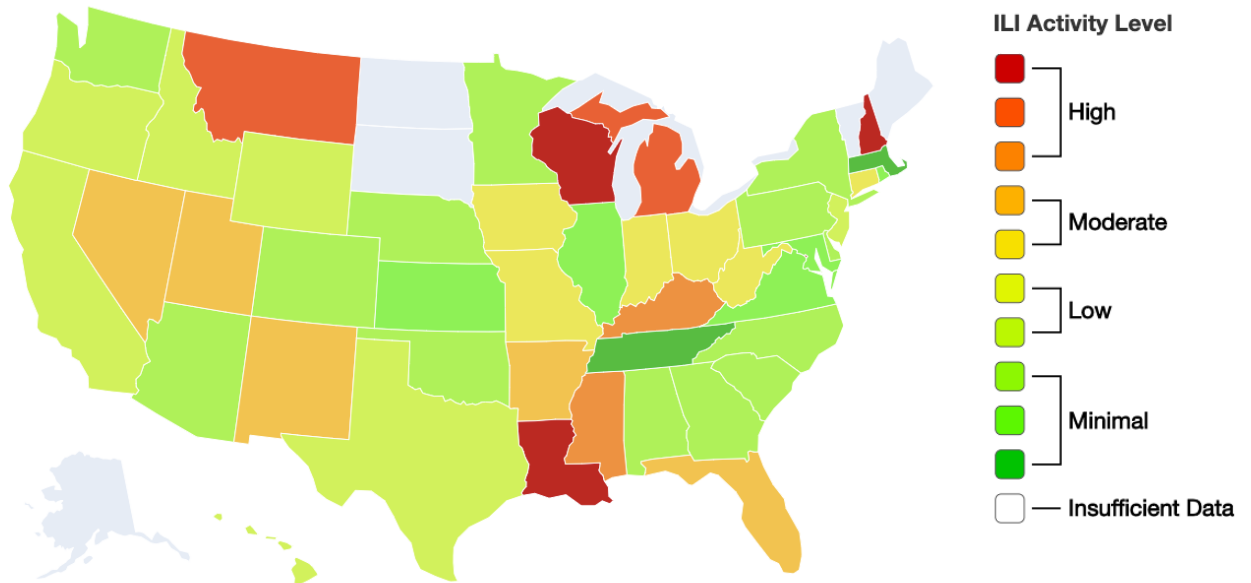 ILI Activity Level
High
Moderate
Low
Minimal
Insufficient Data